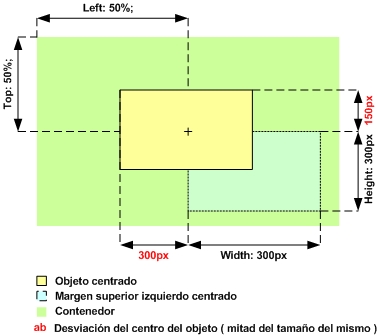 Left: 50%;
Top: 50%;
150px
Height: 300px
300px
Width: 300px
Objeto centrado
Margen superior izquierdo centrado
Contenedor
ab Desviación del centro del objeto ( mitad del tamaño del mismo )